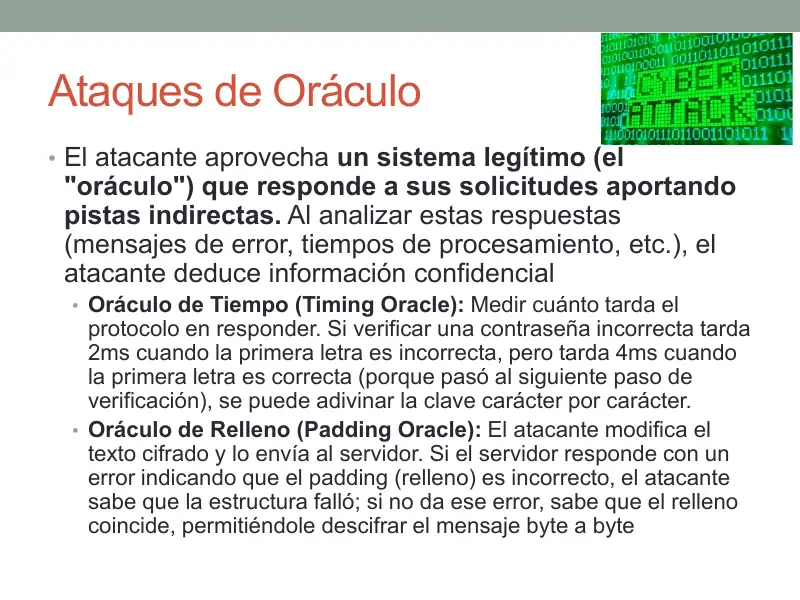 CYBER
ATTACK
Ataques de Oráculo
• El atacante aprovecha un sistema legítimo (el
"oráculo") que responde a sus solicitudes aportando
pistas indirectas. Al analizar estas respuestas
(mensajes de error, tiempos de procesamiento, etc.), el
atacante deduce información confidencial
• Oráculo de Tiempo (Timing Oracle): Medir cuánto tarda el
protocolo en responder. Si verificar una contraseña incorrecta tarda
2ms cuando la primera letra es incorrecta, pero tarda 4ms cuando
la primera letra es correcta (porque pasó al siguiente paso de
verificación), se puede adivinar la clave carácter por carácter.
• Oráculo de Relleno (Padding Oracle): El atacante modifica el
texto cifrado y lo envía al servidor. Si el servidor responde con un
error indicando que el padding (relleno) es incorrecto, el atacante
sabe que la estructura falló; si no da ese error, sabe que el relleno
coincide, permitiéndole descifrar el mensaje byte a byte